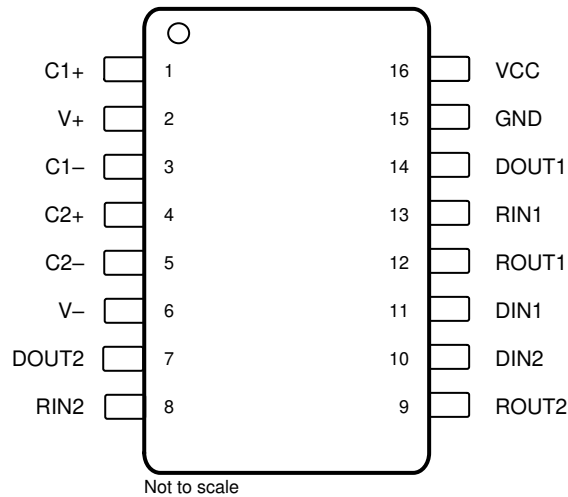 C1+ 1 16 VCC
V+ 2 15 GND
C1− 3 14 DOUT1
C2+ 4 13 RIN1
C2− 5 12 ROUT1
V− 6 11 DIN1
DOUT2 7 10 DIN2
RIN2 8 9 ROUT2
Not to scale